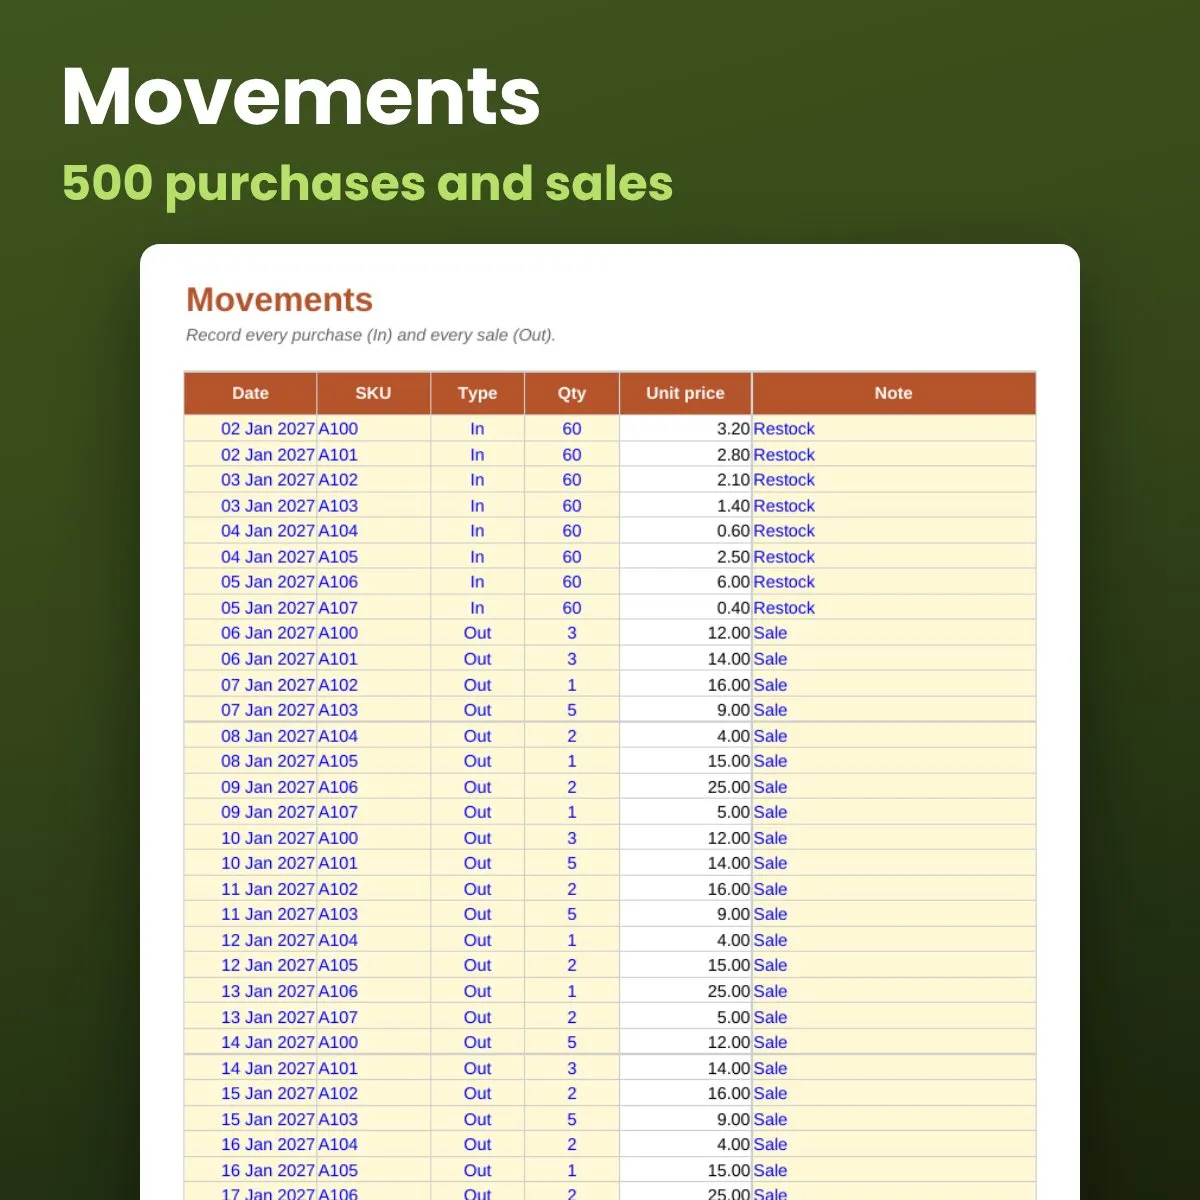 Movements
500 purchases and sales
Movements
Record every purchase (In) and every sale (Out).
Date SKU Type Qty Unit price Note
02 Jan 2027 A100 In 60 3.20 Restock
02 Jan 2027 A101 In 60 2.80 Restock
03 Jan 2027 A102 In 60 2.10 Restock
03 Jan 2027 A103 In 60 1.40 Restock
04 Jan 2027 A104 In 60 0.60 Restock
04 Jan 2027 A105 In 60 2.50 Restock
05 Jan 2027 A106 In 60 6.00 Restock
05 Jan 2027 A107 In 60 0.40 Restock
06 Jan 2027 A100 Out 3 12.00 Sale
06 Jan 2027 A101 Out 3 14.00 Sale
07 Jan 2027 A102 Out 1 16.00 Sale
07 Jan 2027 A103 Out 5 9.00 Sale
08 Jan 2027 A104 Out 2 4.00 Sale
08 Jan 2027 A105 Out 1 15.00 Sale
09 Jan 2027 A106 Out 2 25.00 Sale
09 Jan 2027 A107 Out 1 5.00 Sale
10 Jan 2027 A100 Out 3 12.00 Sale
10 Jan 2027 A101 Out 5 14.00 Sale
11 Jan 2027 A102 Out 2 16.00 Sale
11 Jan 2027 A103 Out 5 9.00 Sale
12 Jan 2027 A104 Out 1 4.00 Sale
12 Jan 2027 A105 Out 2 15.00 Sale
13 Jan 2027 A106 Out 1 25.00 Sale
13 Jan 2027 A107 Out 2 5.00 Sale
14 Jan 2027 A100 Out 5 12.00 Sale
14 Jan 2027 A101 Out 3 14.00 Sale
15 Jan 2027 A102 Out 2 16.00 Sale
15 Jan 2027 A103 Out 5 9.00 Sale
16 Jan 2027 A104 Out 2 4.00 Sale
16 Jan 2027 A105 Out 1 15.00 Sale
17 Jan 2027 A106 Out 2 25.00 Sale